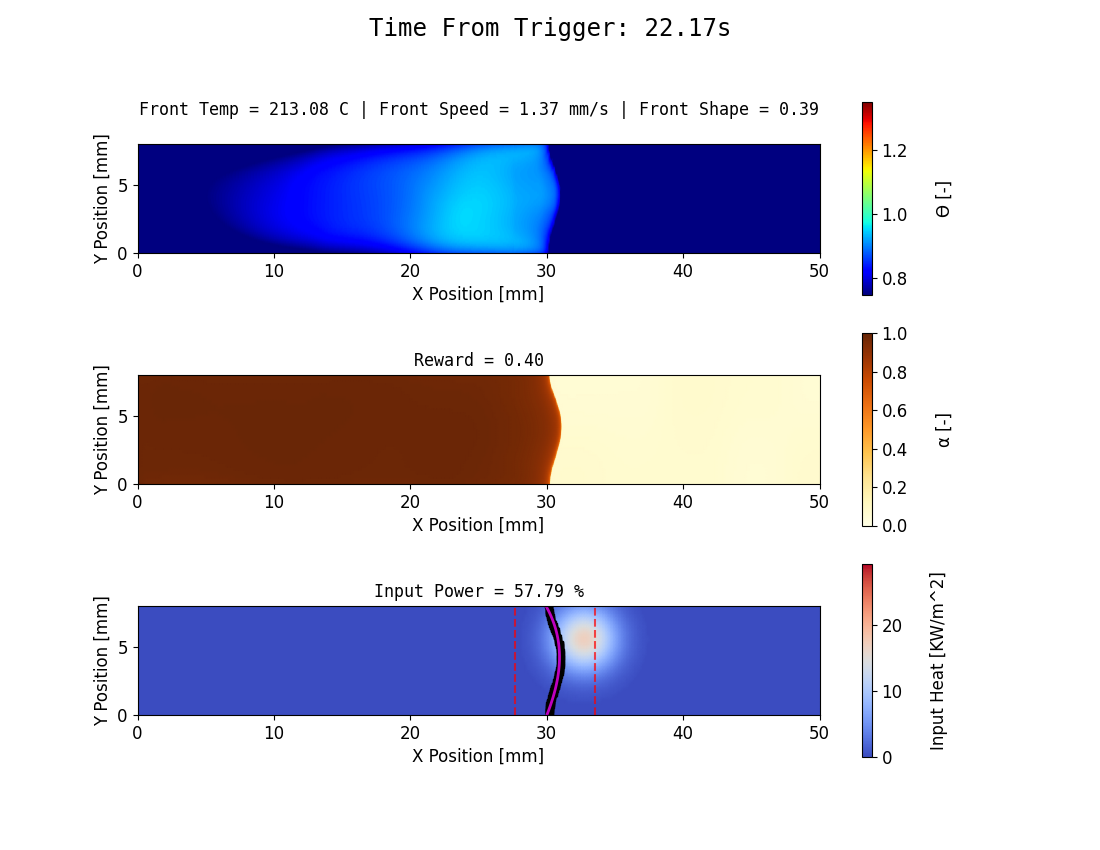 Time From Trigger: 22.17s
Front Temp = 213.08 C | Front Speed = 1.37 mm/s | Front Shape = 0.39
Y Position [mm]
5
0
0 10 20 30 40 50
X Position [mm]
1.2
1.0
0.8
Θ [-]
Reward = 0.40
Y Position [mm]
5
0
0 10 20 30 40 50
X Position [mm]
1.0
0.8
0.6
0.4
0.2
0.0
α [-]
Input Power = 57.79 %
Y Position [mm]
5
0
0 10 20 30 40 50
X Position [mm]
20
10
0
Input Heat [KW/m^2]